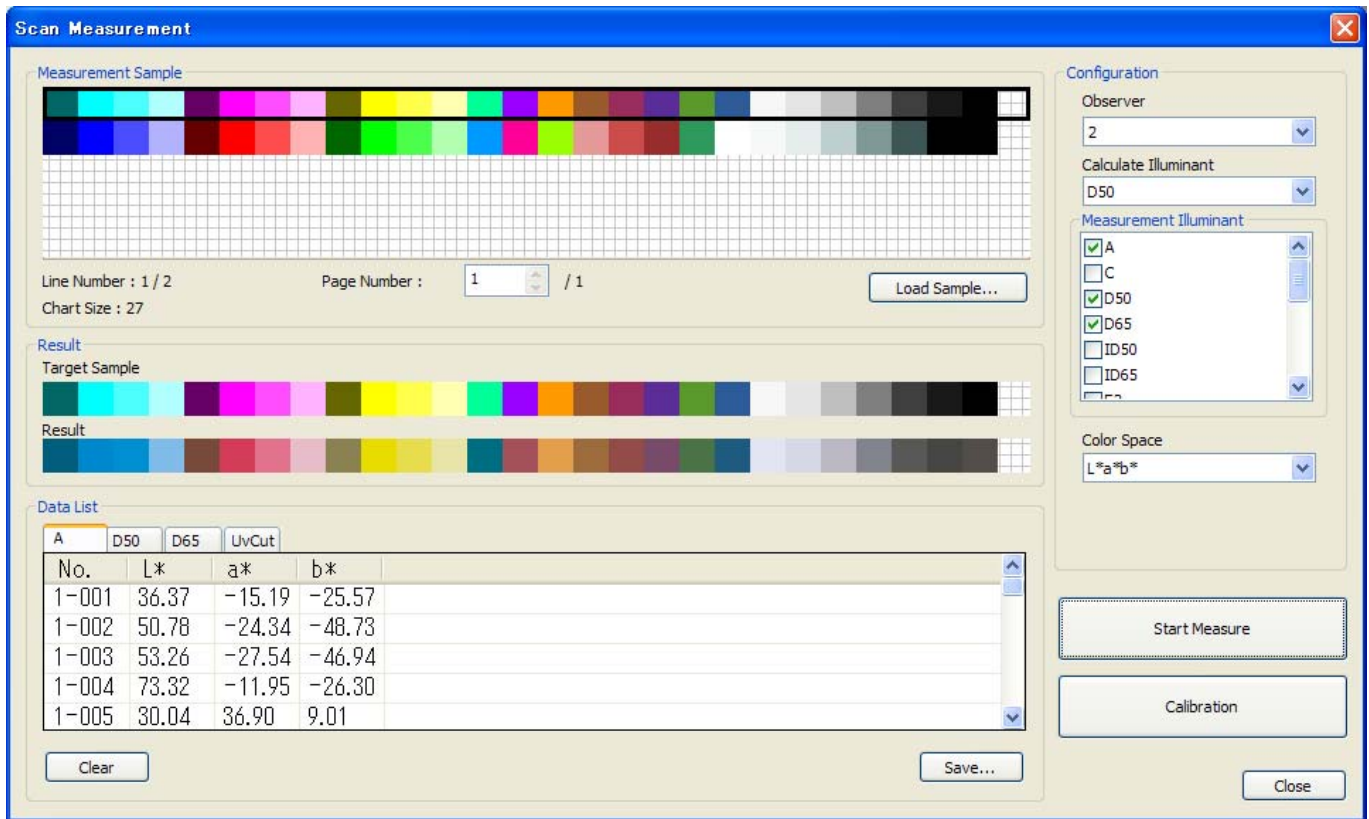 Scan Measurement
Measurement Sample
Line Number : 1 / 2
Page Number :
1
/ 1
Load Sample...
Chart Size : 27
Result
Target Sample
Result
Data List
A
D50
D65
UvCut
No. L* a* b*
1-001 36.37 -15.19 -25.57
1-002 50.78 -24.34 -48.73
1-003 53.26 -27.54 -46.94
1-004 73.32 -11.95 -26.30
1-005 30.04 36.90 9.01
Clear
Save...
Configuration
Observer
2
Calculate Illuminant
D50
Measurement Illuminant
A
C
D50
D65
ID50
ID65
Color Space
L*a*b*
Start Measure
Calibration
Close